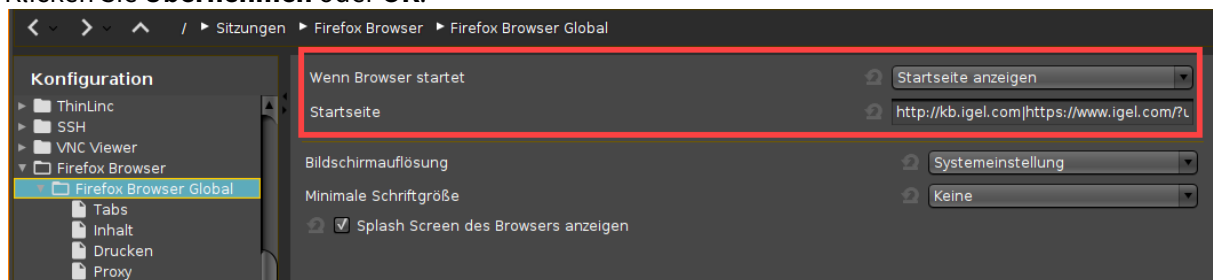 Klicken Sie Übernehmen oder OK.
/ ▸ Sitzungen ▸ Firefox Browser ▸ Firefox Browser Global
Konfiguration
ThinLinc
SSH
VNC Viewer
Firefox Browser
Firefox Browser Global
Tabs
Inhalt
Drucken
Proxy
Wenn Browser startet
Startseite anzeigen
Startseite
http://kb.igel.com|https://www.igel.com/?u
Bildschirmauflösung
Systemeinstellung
Minimale Schriftgröße
Keine
Splash Screen des Browsers anzeigen